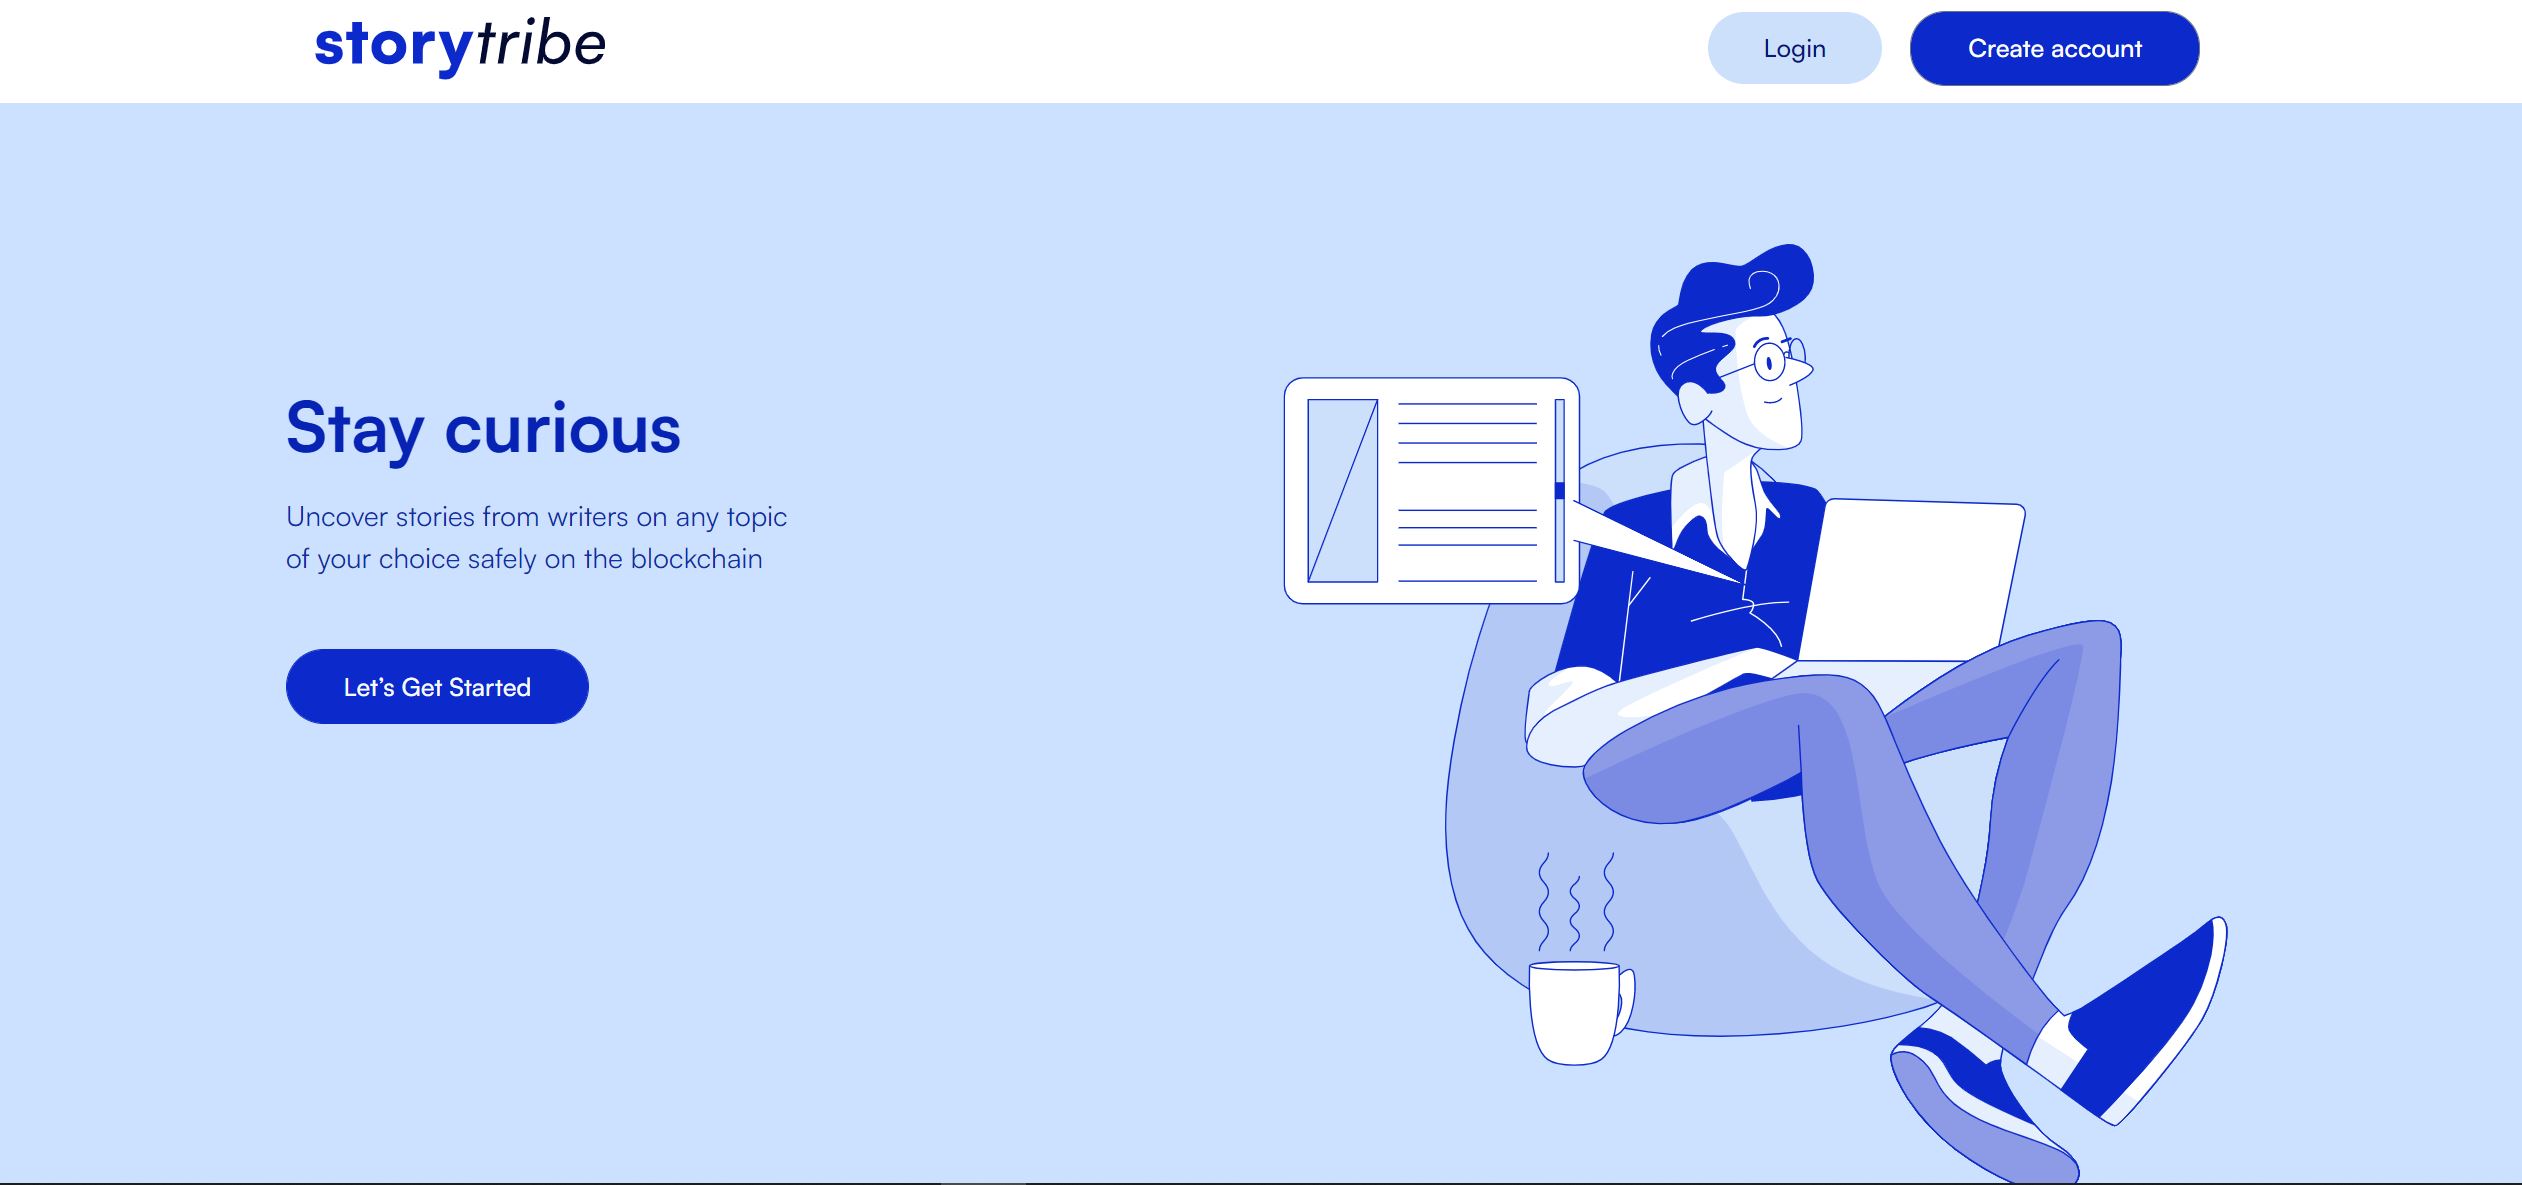 storytribe
Login
Create account
Stay curious
Uncover stories from writers on any topic
of your choice safely on the blockchain
Let’s Get Started